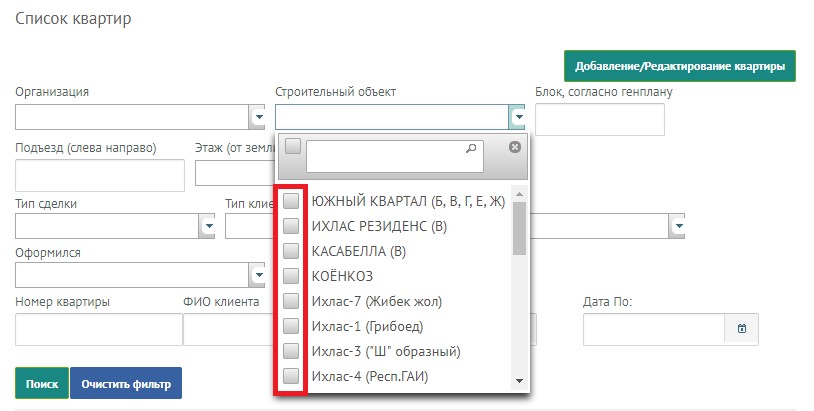 Список квартир
Добавление/Редактирование квартиры
Организация
Строительный объект
Блок, согласно генплану
Подъезд (слева направо)
Этаж (от
Тип сделки
Тип
ЮЖНЫЙ КВАРТАЛ (Б, В, Г, Е, Ж)
ИХЛАС РЕЗИДЕНС (В)
КАСАБЕЛЛА (В)
Оформился
КОЁНКОЗ
Номер квартиры
ФИО клиента
Ихлас-7 (Жибек жол)
Дата По:
Ихлас-1 (Грибоед)
Ихлас-3 ("Ш" образный)
Ихлас-4 (Респ.ГАИ)
Поиск
Очистить фильтр